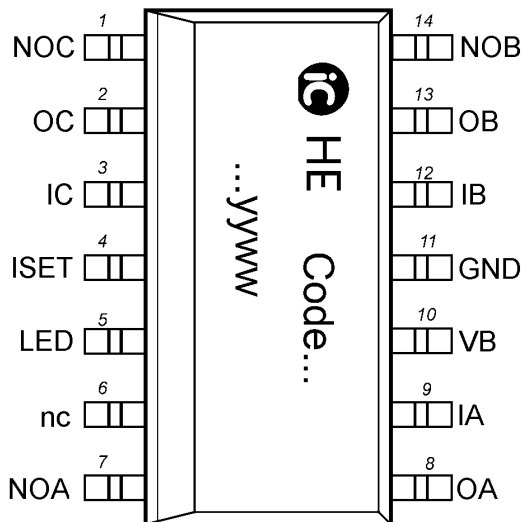 1 14
NOC NOB
2 13
OC OB
3 12
IC IB
4 11
ISET GND
5 10
LED VB
6 9
nc IA
7 8
NOA OA
iC HE
Code...
...yyww